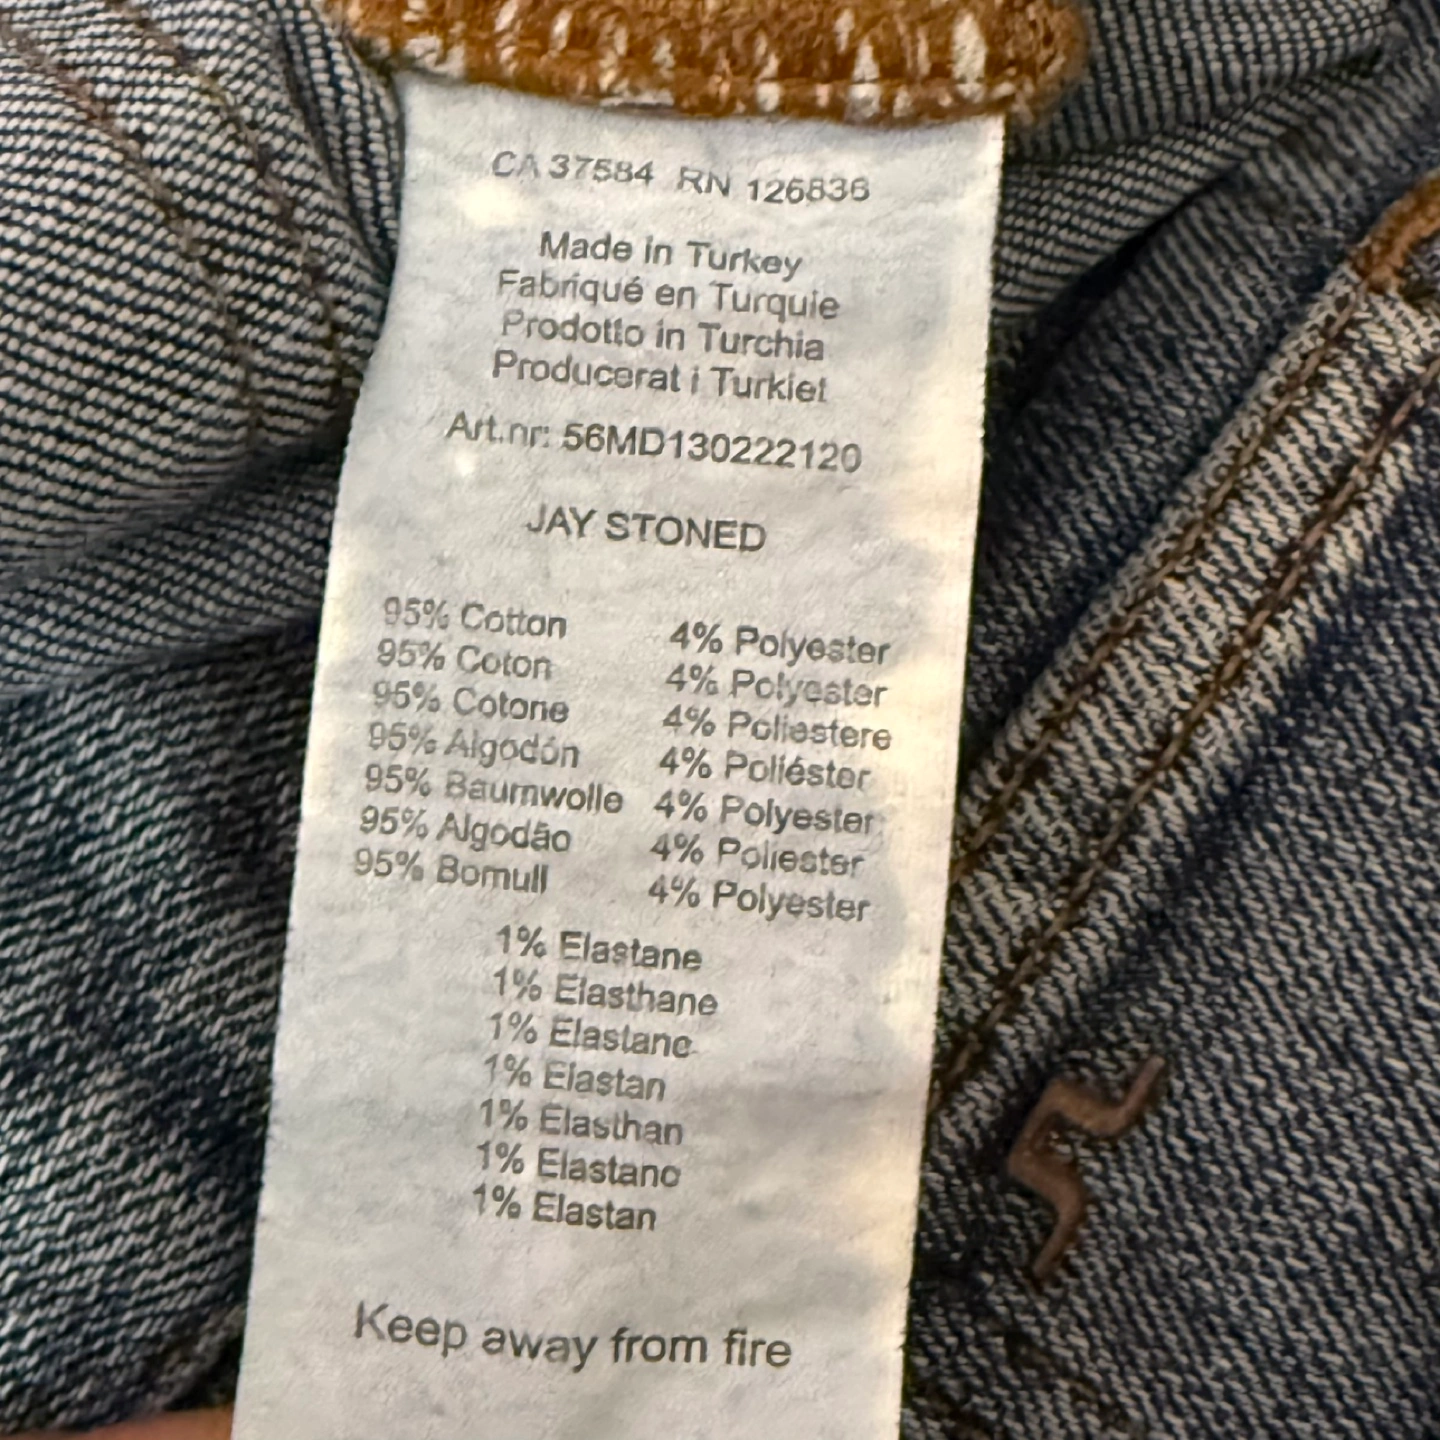 CA 37584 RN 126836
Made in Turkey
Fabriqué en Turquie
Prodotto in Turchia
Producerat i Turkiet
Art.nr: 56MD130222120
JAY STONED
95% Cotton 4% Polyester
95% Coton 4% Polyester
95% Cotone 4% Poliestere
95% Algodón 4% Poliéster
95% Baumwolle 4% Polyester
95% Algodão 4% Poliester
95% Bomull 4% Polyester
1% Elastane
1% Elasthane
1% Elastane
1% Elastan
1% Elasthan
1% Elastano
1% Elastan
Keep away from fire